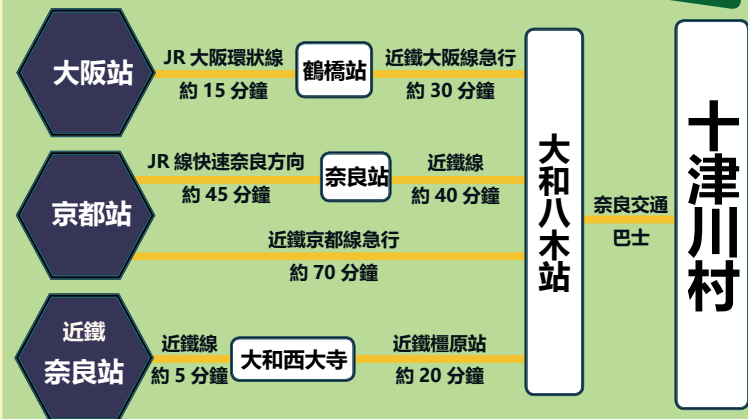 大阪站
JR 大阪環狀線
約 15 分鐘
鶴橋站
近鐵大阪線急行
約 30 分鐘
京都站
JR 線快速奈良方向
約 45 分鐘
奈良站
近鐵線
約 40 分鐘
近鐵京都線急行
約 70 分鐘
近鐵
奈良站
近鐵線
約 5 分鐘
大和西大寺
近鐵橿原站
約 20 分鐘
大和八木站
奈良交通
巴士
十津川村